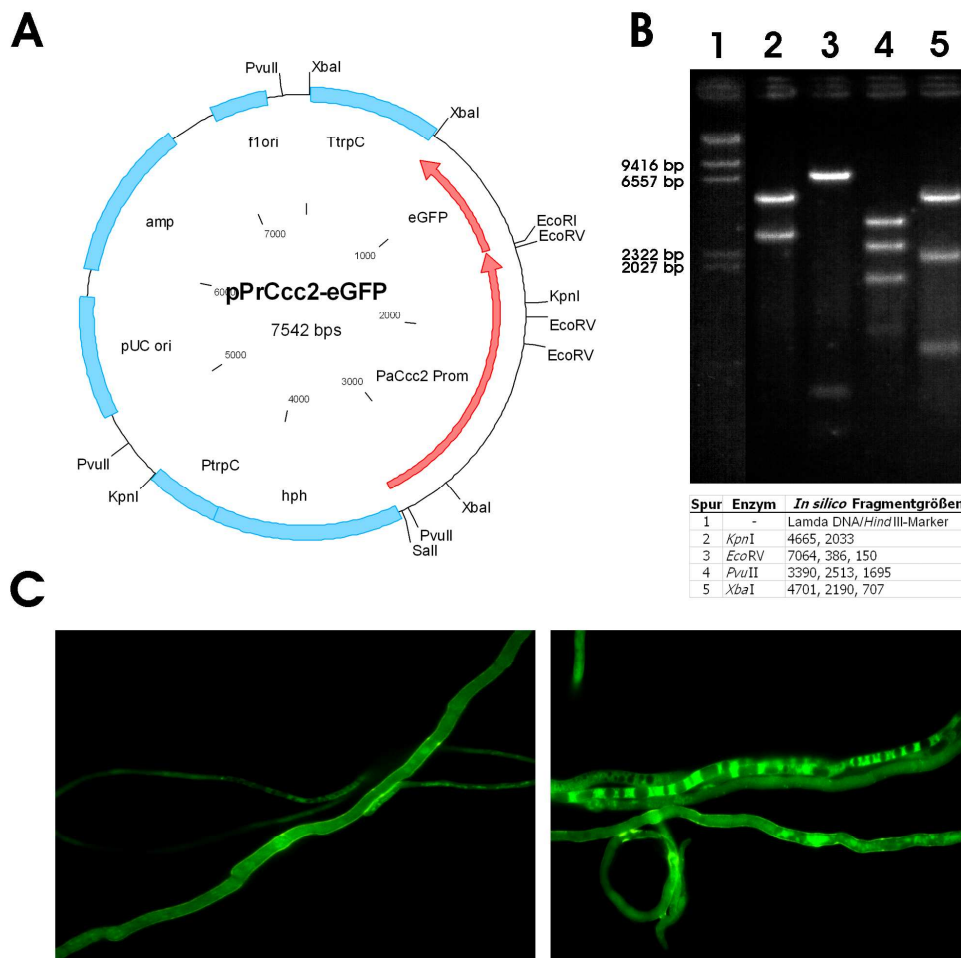 A
PvuII
XbaI
XbaI
f1ori
TtrpC
amp
eGFP
7000
1000
EcoRI
EcoRV
pPrCcc2-eGFP
6000
7542 bps
2000
KpnI
EcoRV
EcoRV
pUC ori
5000
PaCcc2 Prom
3000
4000
PvuII
KpnI
PtrpC
hph
XbaI
PvuII
SalI
B
1 2 3 4 5
9416 bp
6557 bp
2322 bp
2027 bp
Spur Enzym In silico Fragmentgrößen
1 - Lamda DNA/HindIII-Marker
2 KpnI 4665, 2033
3 EcoRV 7064, 386, 150
4 PvuII 3390, 2513, 1695
5 XbaI 4701, 2190, 707
C